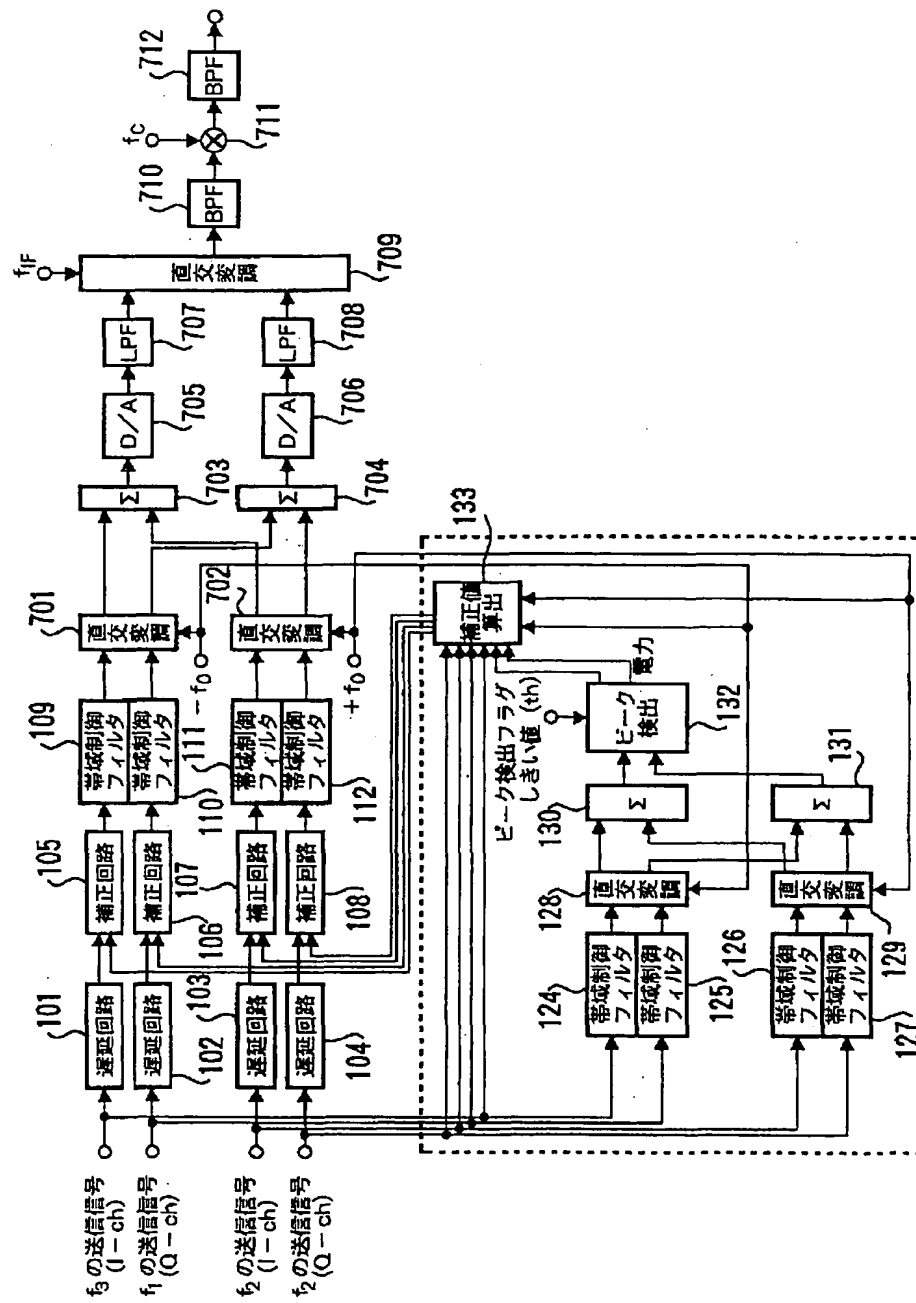 f3 の送信信号
(I－ch)
f1 の送信信号
(Q－ch)
f2 の送信信号
(I－ch)
f2 の送信信号
(Q－ch)
101
遅延回路
遅延回路
102
103
遅延回路
遅延回路
104
105
補正回路
補正回路
106
107
補正回路
補正回路
108
109
帯域制御
フィルタ
帯域制御
フィルタ
110
111
帯域制御
フィルタ
帯域制御
フィルタ
112
701
直交変調
－f0
702
直交変調
＋f0
Σ
703
Σ
704
D/A
705
D/A
706
LPF
707
LPF
708
fIF
直交変調
709
710
BPF
fC
711
712
BPF
133
補正値
算出
電力
ピーク検出フラグ
しきい値 (th)
ピーク
検出
132
130
Σ
131
Σ
128
直交変調
直交変調
129
124
帯域制御
フィルタ
帯域制御
フィルタ
125
126
帯域制御
フィルタ
帯域制御
フィルタ
127